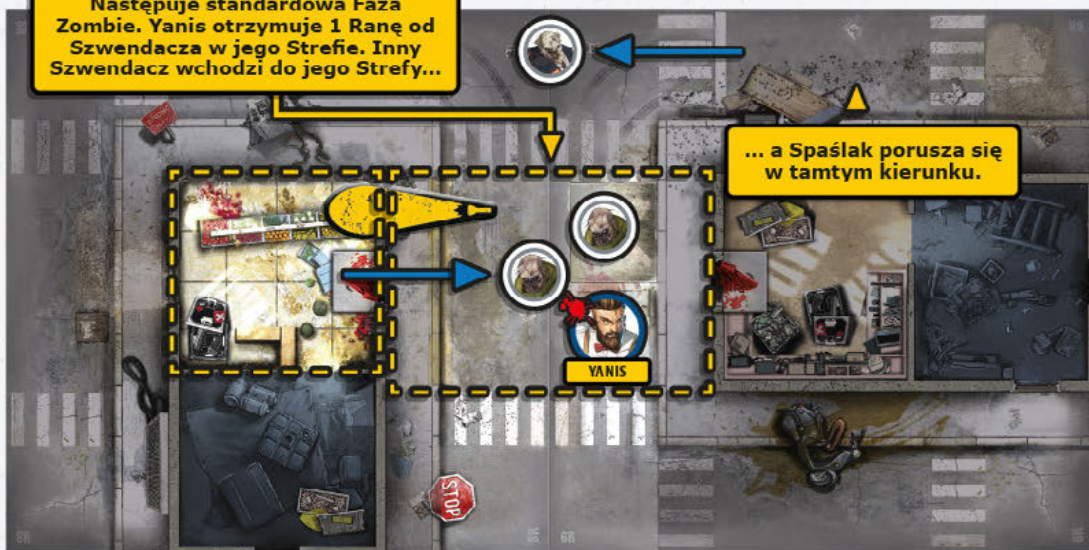 Następuje standardowa Faza
Zombie. Yanis otrzymuje 1 Ranę od
Szwendacza w jego Strefie. Inny
Szwendacz wchodzi do jego Strefy...
... a Spaślak porusza się
w tamtym kierunku.
YANIS
STOP